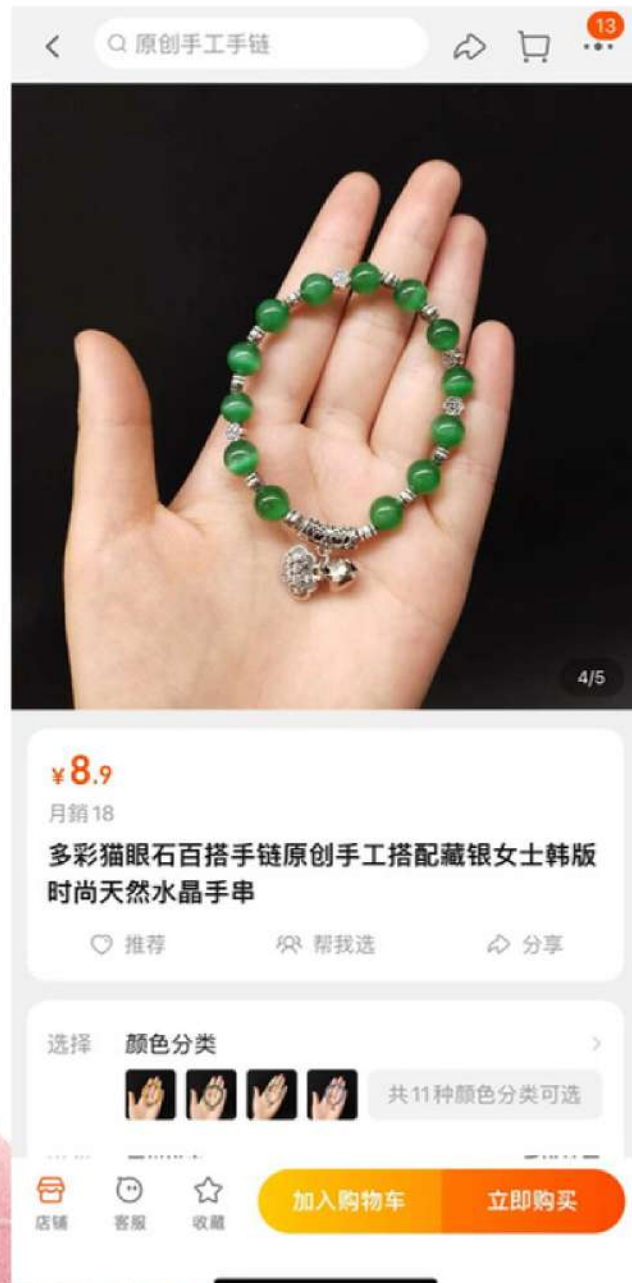 13
原创手工手链
4/5
¥8.9
月銷18
多彩猫眼石百搭手链原创手工搭配藏银女士韩版
时尚天然水晶手串
推荐 帮我选 分享
选择 颜色分类
共11种颜色分类可选
加入购物车 立即购买
店铺 客服 收藏